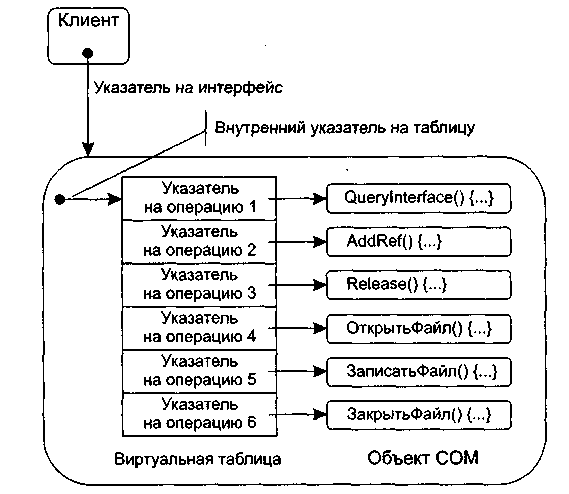 Клиент
Указатель на интерфейс
Внутренний указатель на таблицу
Указатель
на операцию 1
QueryInterface() {...}
Указатель
на операцию 2
AddRef() {...}
Указатель
на операцию 3
Release() {...}
Указатель
на операцию 4
ОткрытьФайл() {...}
Указатель
на операцию 5
ЗаписатьФайл() {...}
Указатель
на операцию 6
ЗакрытьФайл() {...}
Виртуальная таблица
Объект COM